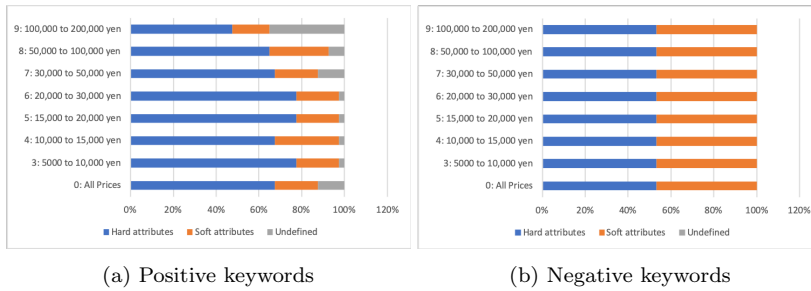 9: 100,000 to 200,000 yen
8: 50,000 to 100,000 yen
7: 30,000 to 50,000 yen
6: 20,000 to 30,000 yen
5: 15,000 to 20,000 yen
4: 10,000 to 15,000 yen
3: 5000 to 10,000 yen
0: All Prices
0% 20% 40% 60% 80% 100% 120%
Hard attributes Soft attributes Undefined
(a) Positive keywords
9: 100,000 to 200,000 yen
8: 50,000 to 100,000 yen
7: 30,000 to 50,000 yen
6: 20,000 to 30,000 yen
5: 15,000 to 20,000 yen
4: 10,000 to 15,000 yen
3: 5000 to 10,000 yen
0: All Prices
0% 20% 40% 60% 80% 100% 120%
Hard attributes Soft attributes Undefined
(b) Negative keywords